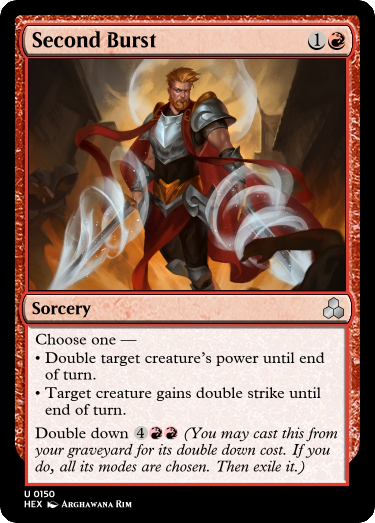 Second Burst 1
Sorcery
Choose one —
• Double target creature's power until end
of turn.
• Target creature gains double strike until
end of turn.
Double down 4 (You may cast this from
your graveyard for its double down cost. If you
do, all its modes are chosen. Then exile it.)
U 0150
HEX Arghawana Rim